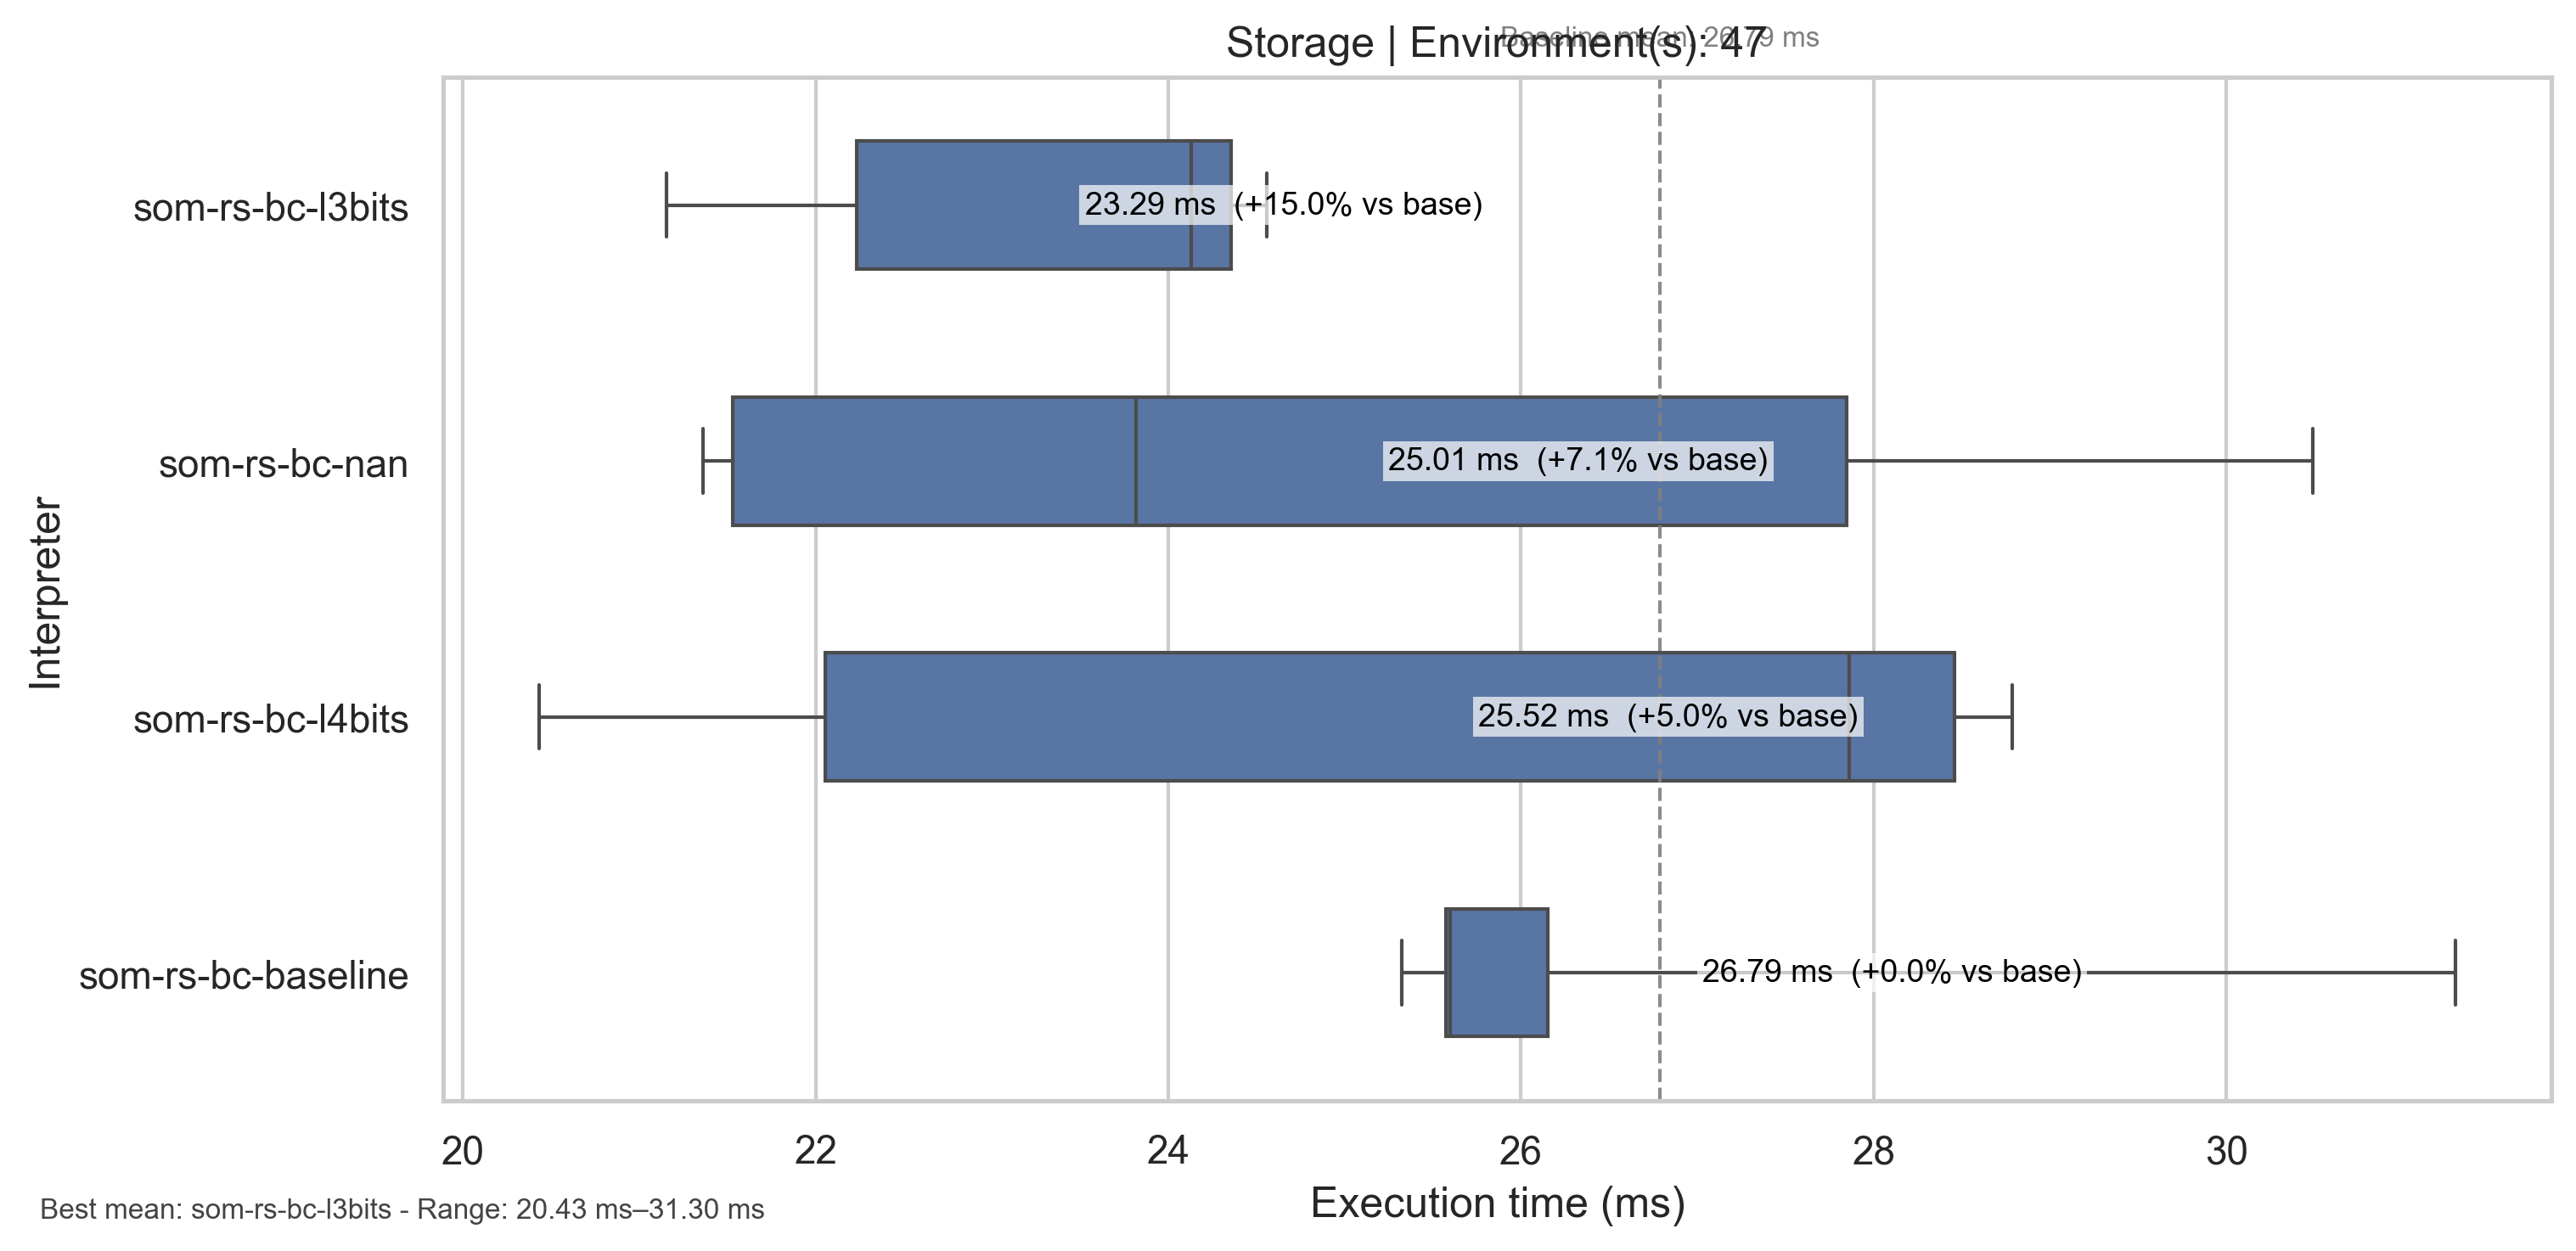 Baseline mean: 26.79 ms
Storage | Environment(s): 47
Interpreter
som-rs-bc-l3bits
23.29 ms  (+15.0% vs base)
som-rs-bc-nan
25.01 ms  (+7.1% vs base)
som-rs-bc-l4bits
25.52 ms  (+5.0% vs base)
som-rs-bc-baseline
26.79 ms  (+0.0% vs base)
20 22 24 26 28 30
Execution time (ms)
Best mean: som-rs-bc-l3bits - Range: 20.43 ms–31.30 ms